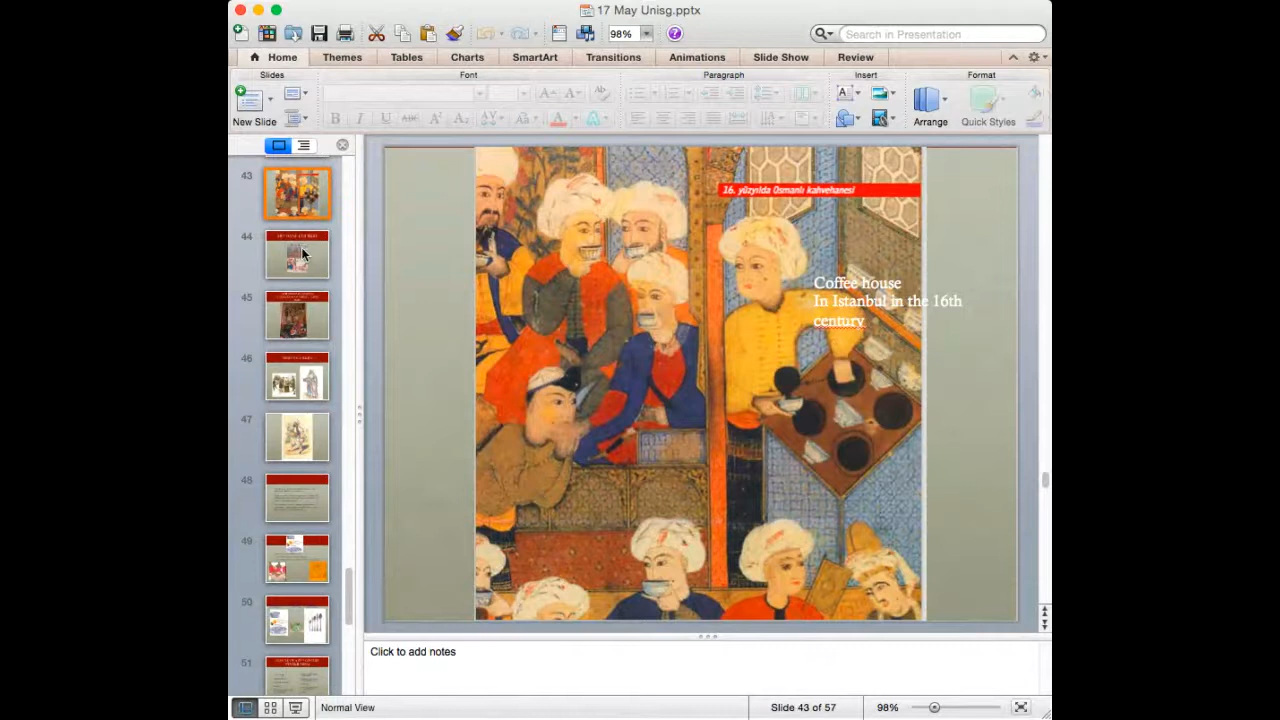 17 May Unisg.pptx
98%
Search in Presentation
Home
Themes
Tables
Charts
SmartArt
Transitions
Animations
Slide Show
Review
Slides
Font
Paragraph
Insert
Format
New Slide
Arrange
Quick Styles
43
44
45
46
47
48
49
50
51
16. yüzyılda Osmanlı kahvehanesi
Coffee house
In Istanbul in the 16th
century
Click to add notes
Normal View
Slide 43 of 57
98%